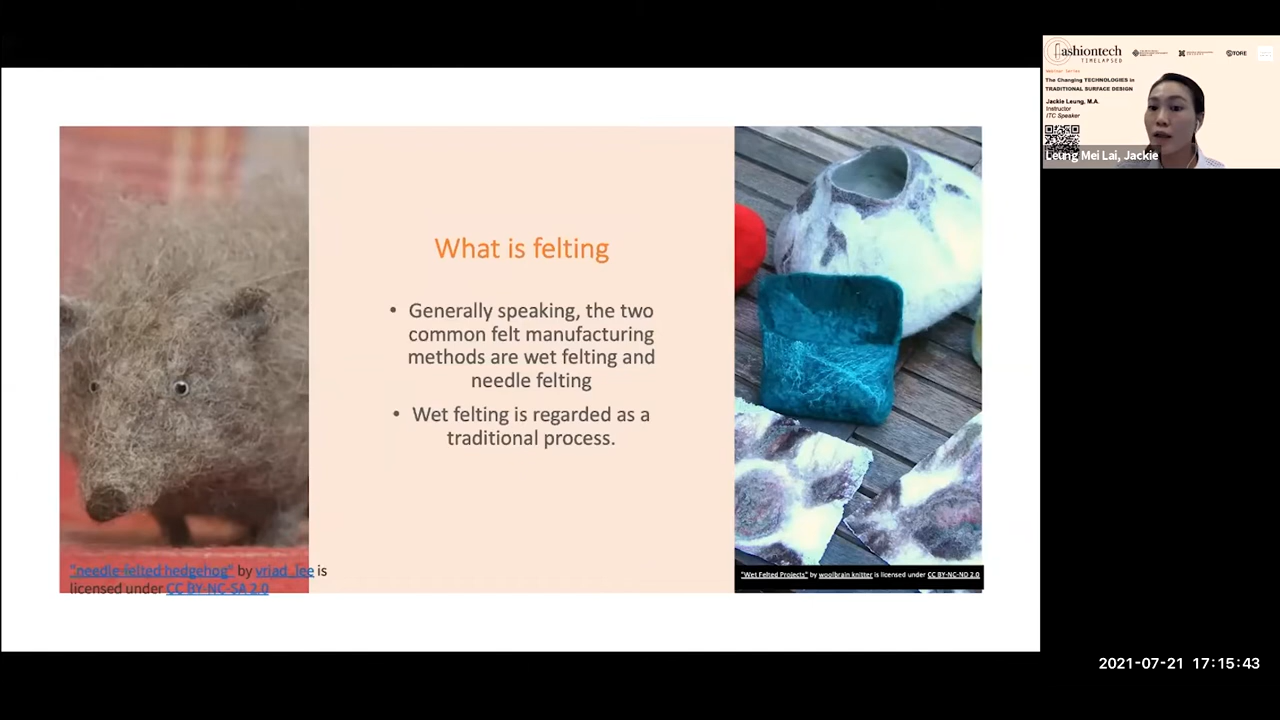 What is felting
• Generally speaking, the two
common felt manufacturing
methods are wet felting and
needle felting
• Wet felting is regarded as a
traditional process.
"needle-felted hedgehog" by vriad_lee is
licensed under CC BY-NC-SA 2.0
"Wet Felted Projects" by woolbrain knitter is licensed under CC BY-NC-ND 2.0
fashiontech
TIMELAPSED
STORE
Webinar Series
The Changing TECHNOLOGIES in
TRADITIONAL SURFACE DESIGN
Jackie Leung, M.A.
Instructor
ITC Speaker
Leung Mei Lai, Jackie
2021-07-21 17:15:43